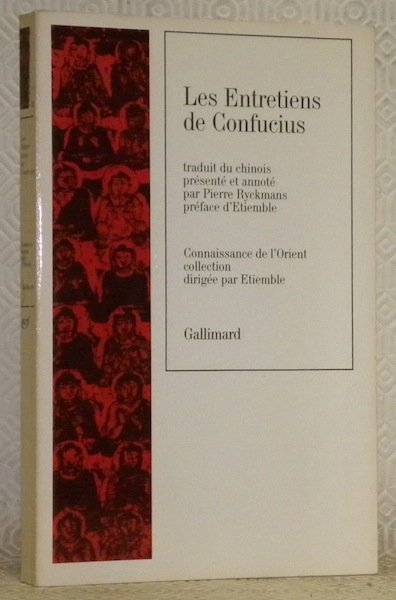 Les Entretiens
de Confucius
traduit du chinois
présenté et annoté
par Pierre Ryckmans
préface d'Etiemble
Connaissance de l'Orient
collection
dirigée par Etiemble
Gallimard
nrf